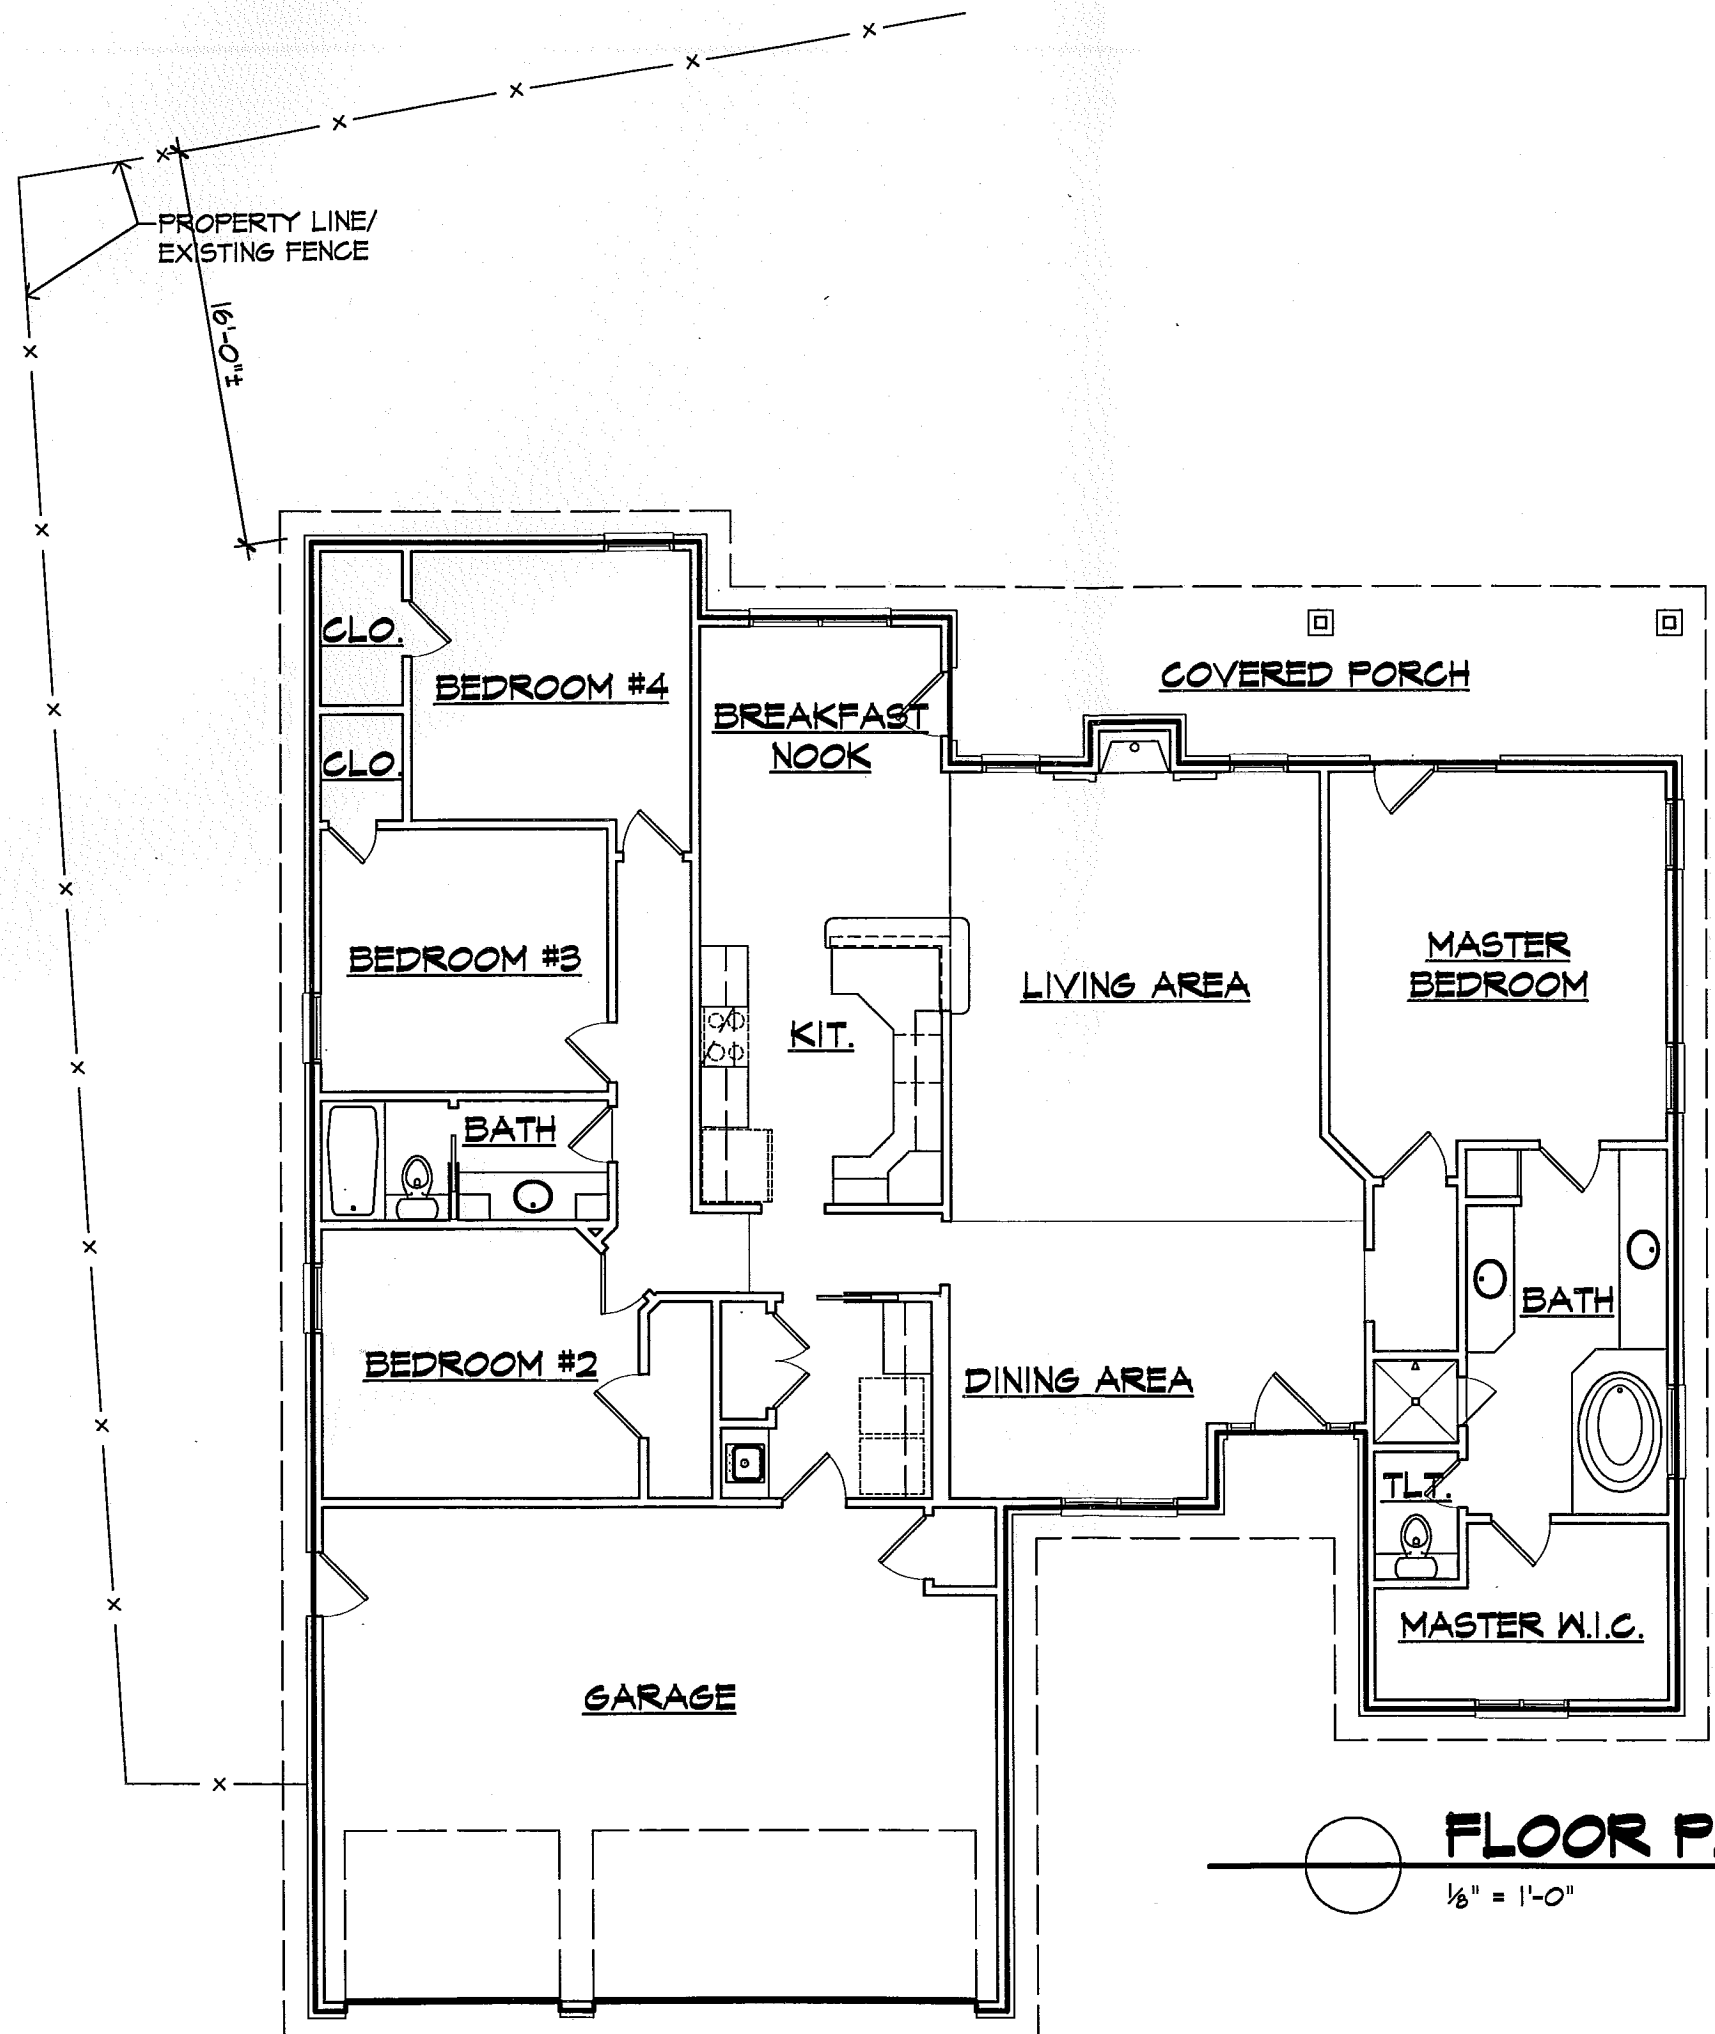 PROPERTY LINE/
EXISTING FENCE
16'-0"±
CLO.
BEDROOM #4
COVERED PORCH
BREAKFAST
NOOK
CLO.
BEDROOM #3
MASTER
BEDROOM
LIVING AREA
KIT.
BATH
BATH
BEDROOM #2
DINING AREA
TLT.
MASTER W.I.C.
GARAGE
FLOOR
1/8" = 1'-0"